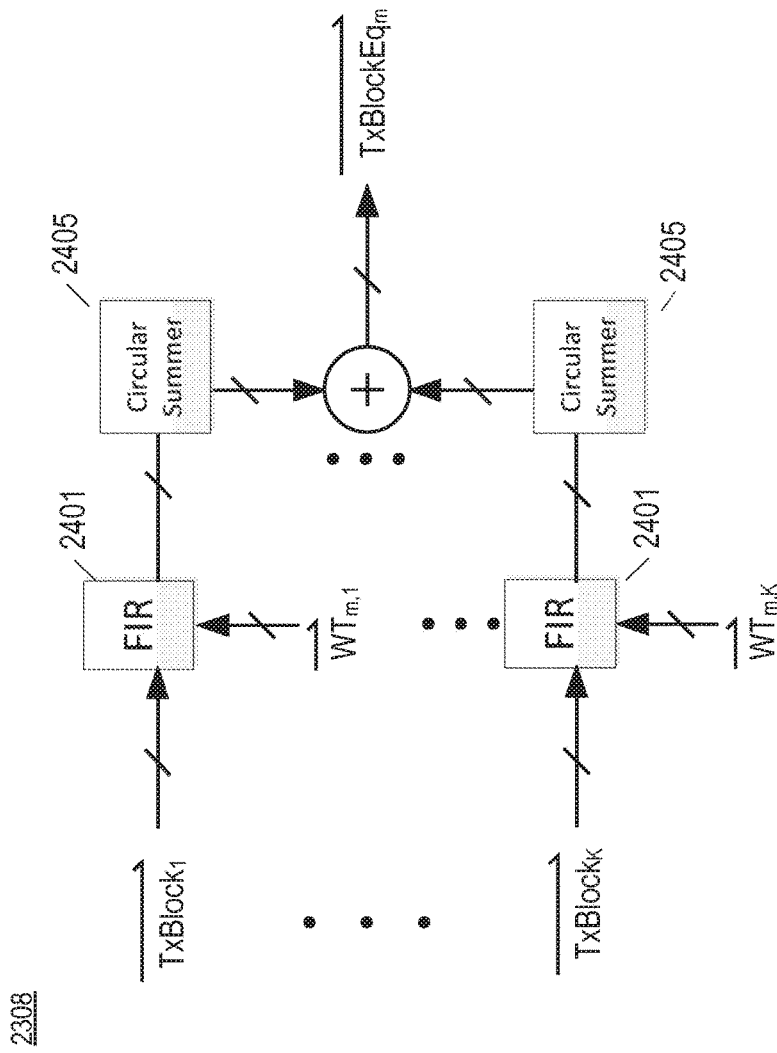 2308
TxBlock₁
FIR
2401
WTm,1
Circular
Summer
2405
+
TxBlockEqm
TxBlockK
FIR
2401
WTm,K
Circular
Summer
2405